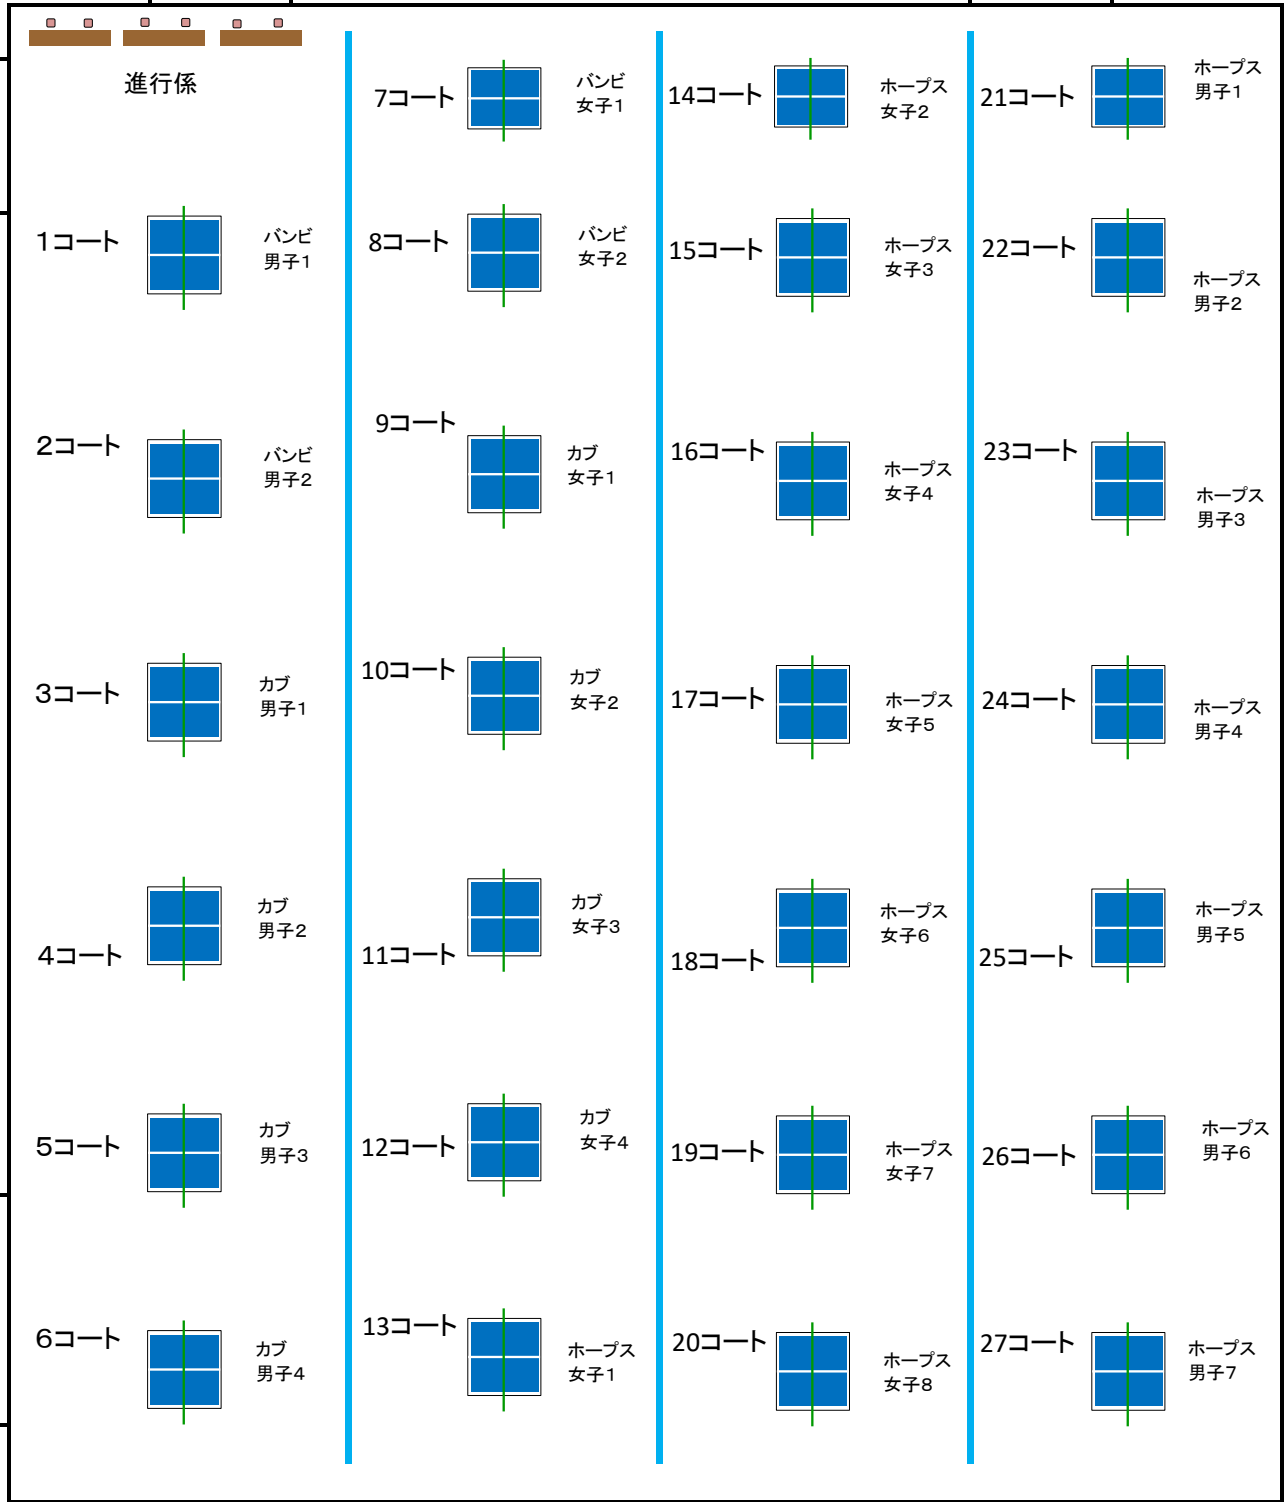 進行係
1コート
バンビ
男子1
2コート
バンビ
男子2
3コート
カブ
男子1
4コート
カブ
男子2
5コート
カブ
男子3
6コート
カブ
男子4
7コート
バンビ
女子1
8コート
バンビ
女子2
9コート
カブ
女子1
10コート
カブ
女子2
11コート
カブ
女子3
12コート
カブ
女子4
13コート
ホープス
女子1
14コート
ホープス
女子2
15コート
ホープス
女子3
16コート
ホープス
女子4
17コート
ホープス
女子5
18コート
ホープス
女子6
19コート
ホープス
女子7
20コート
ホープス
女子8
21コート
ホープス
男子1
22コート
ホープス
男子2
23コート
ホープス
男子3
24コート
ホープス
男子4
25コート
ホープス
男子5
26コート
ホープス
男子6
27コート
ホープス
男子7